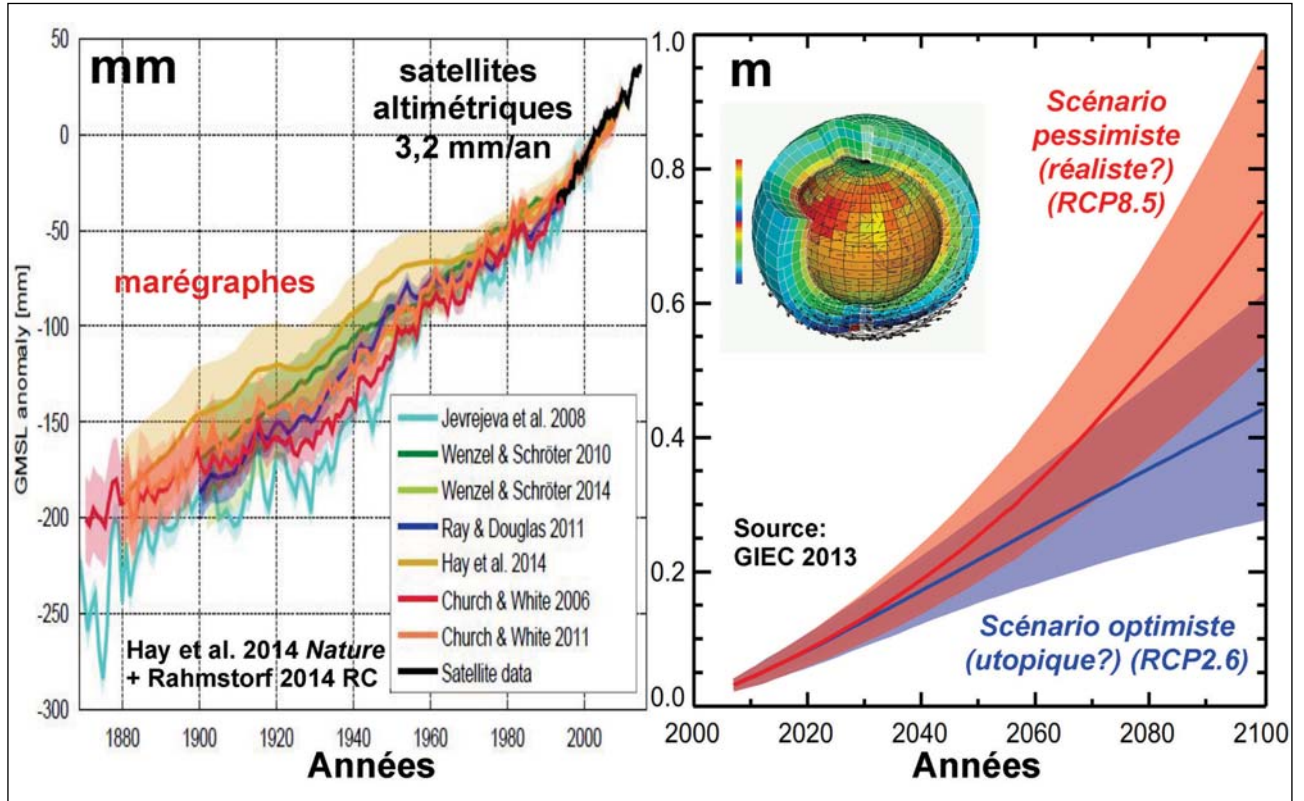 mm
satellites
altimétriques
3,2 mm/an
marégraphes
GMSL anomaly [mm]
50
0
-50
-100
-150
-200
-250
-300
Jevrejeva et al. 2008
Wenzel & Schröter 2010
Wenzel & Schröter 2014
Ray & Douglas 2011
Hay et al. 2014
Church & White 2006
Church & White 2011
Satellite data
Hay et al. 2014 Nature
+ Rahmstorf 2014 RC
1880 1900 1920 1940 1960 1980 2000
Années
m
1.0
0.8
0.6
0.4
0.2
0.0
Scénario
pessimiste
(réaliste?)
(RCP8.5)
Source:
GIEC 2013
Scénario optimiste
(utopique?) (RCP2.6)
2000 2020 2040 2060 2080 2100
Années